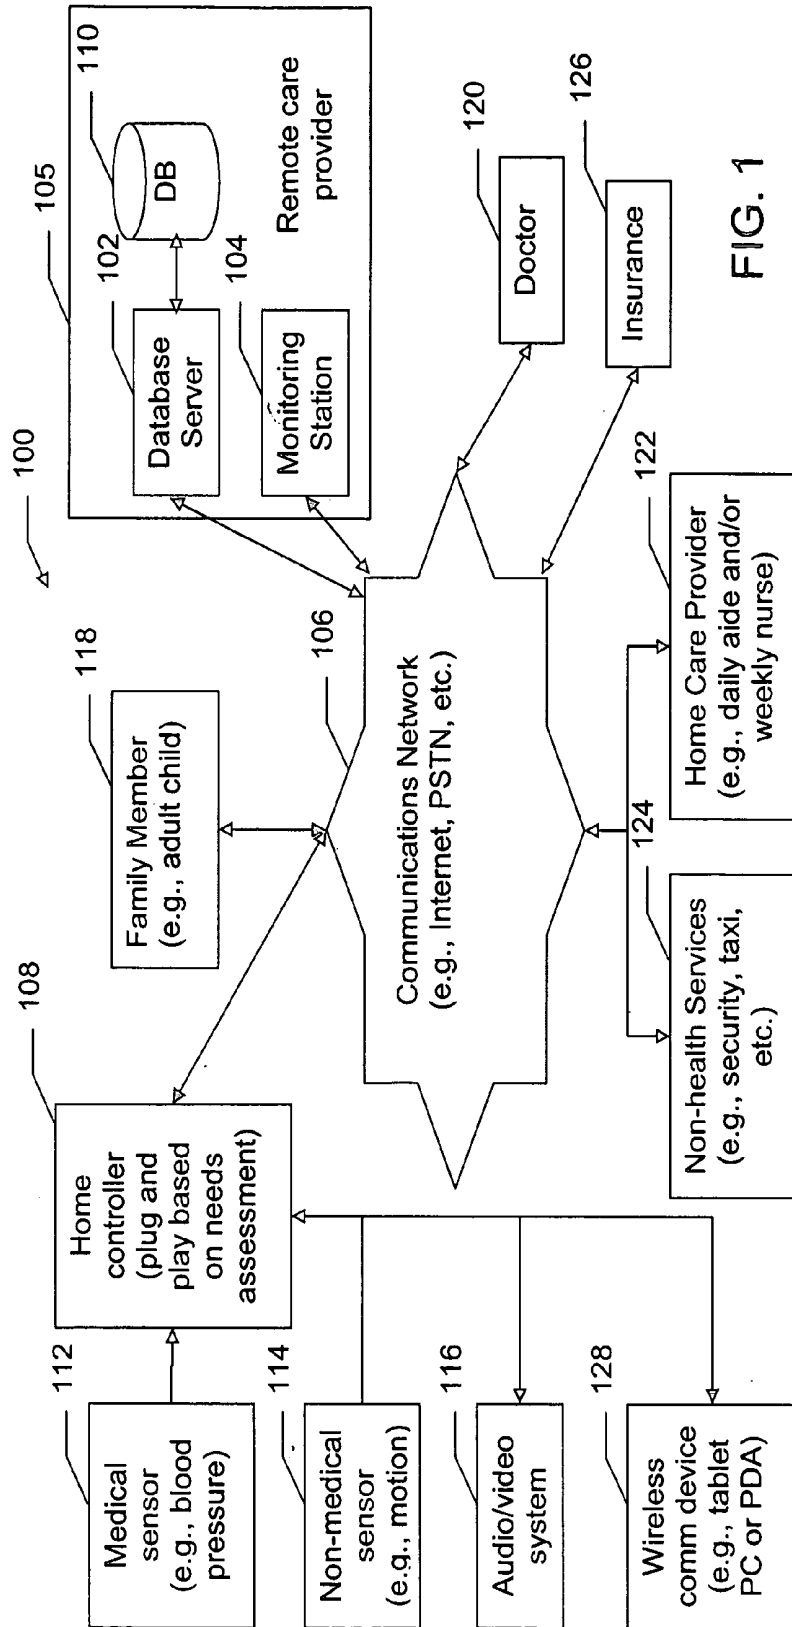 100
105
110
DB
102
Database
Server
104
Monitoring
Station
Remote care
provider
118
Family Member
(e.g., adult child)
108
Home
controller
(plug and
play based
on needs
assessment)
106
Communications Network
(e.g., Internet, PSTN, etc.)
120
Doctor
126
Insurance
112
Medical
sensor
(e.g., blood
pressure)
114
Non-medical
sensor
(e.g., motion)
116
Audio/video
system
128
Wireless
comm device
(e.g., tablet
PC or PDA)
124
Non-health Services
(e.g., security, taxi,
etc.)
122
Home Care Provider
(e.g., daily aide and/or
weekly nurse)
FIG. 1